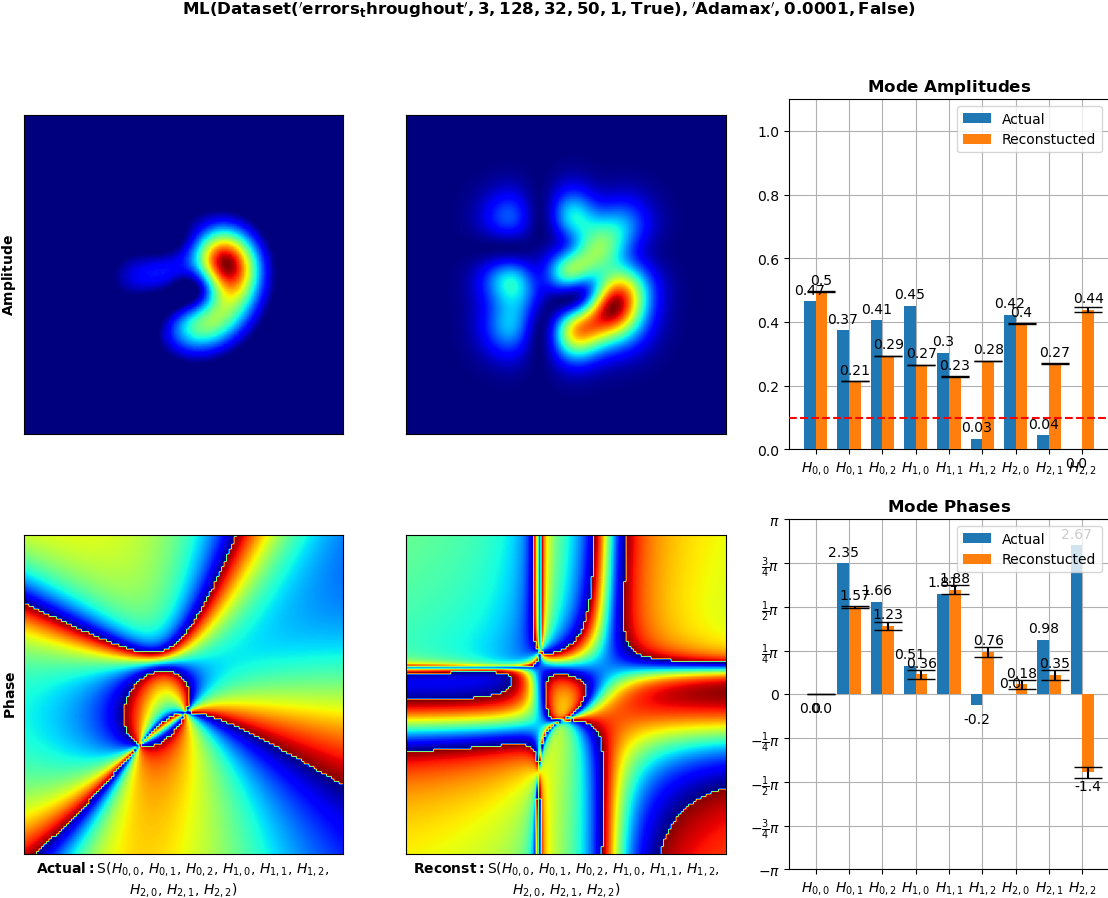 ML(Dataset('errors_throughout', 3, 128, 32, 50, 1, True), 'Adamax', 0.0001, False)
Amplitude
Mode Amplitudes
Actual
Reconstucted
1.0
0.8
0.6
0.4
0.2
0.0
0.47
0.5
0.37
0.21
0.41
0.29
0.45
0.27
0.3
0.23
0.03
0.28
0.42
0.4
0.04
0.27
0.0
0.44
H0,0 H0,1 H0,2 H1,0 H1,1 H1,2 H2,0 H2,1 H2,2
Phase
Mode Phases
Actual
Reconstucted
π
3/4π
1/2π
1/4π
0
−1/4π
−1/2π
−3/4π
−π
0.0
0.0
2.35
1.57
1.66
1.23
0.51
0.36
1.88
-0.2
0.76
0.0
0.18
0.98
0.35
2.67
-1.4
H0,0 H0,1 H0,2 H1,0 H1,1 H1,2 H2,0 H2,1 H2,2
Actual: S(H0,0, H0,1, H0,2, H1,0, H1,1, H1,2,
H2,0, H2,1, H2,2)
Reconst: S(H0,0, H0,1, H0,2, H1,0, H1,1, H1,2,
H2,0, H2,1, H2,2)